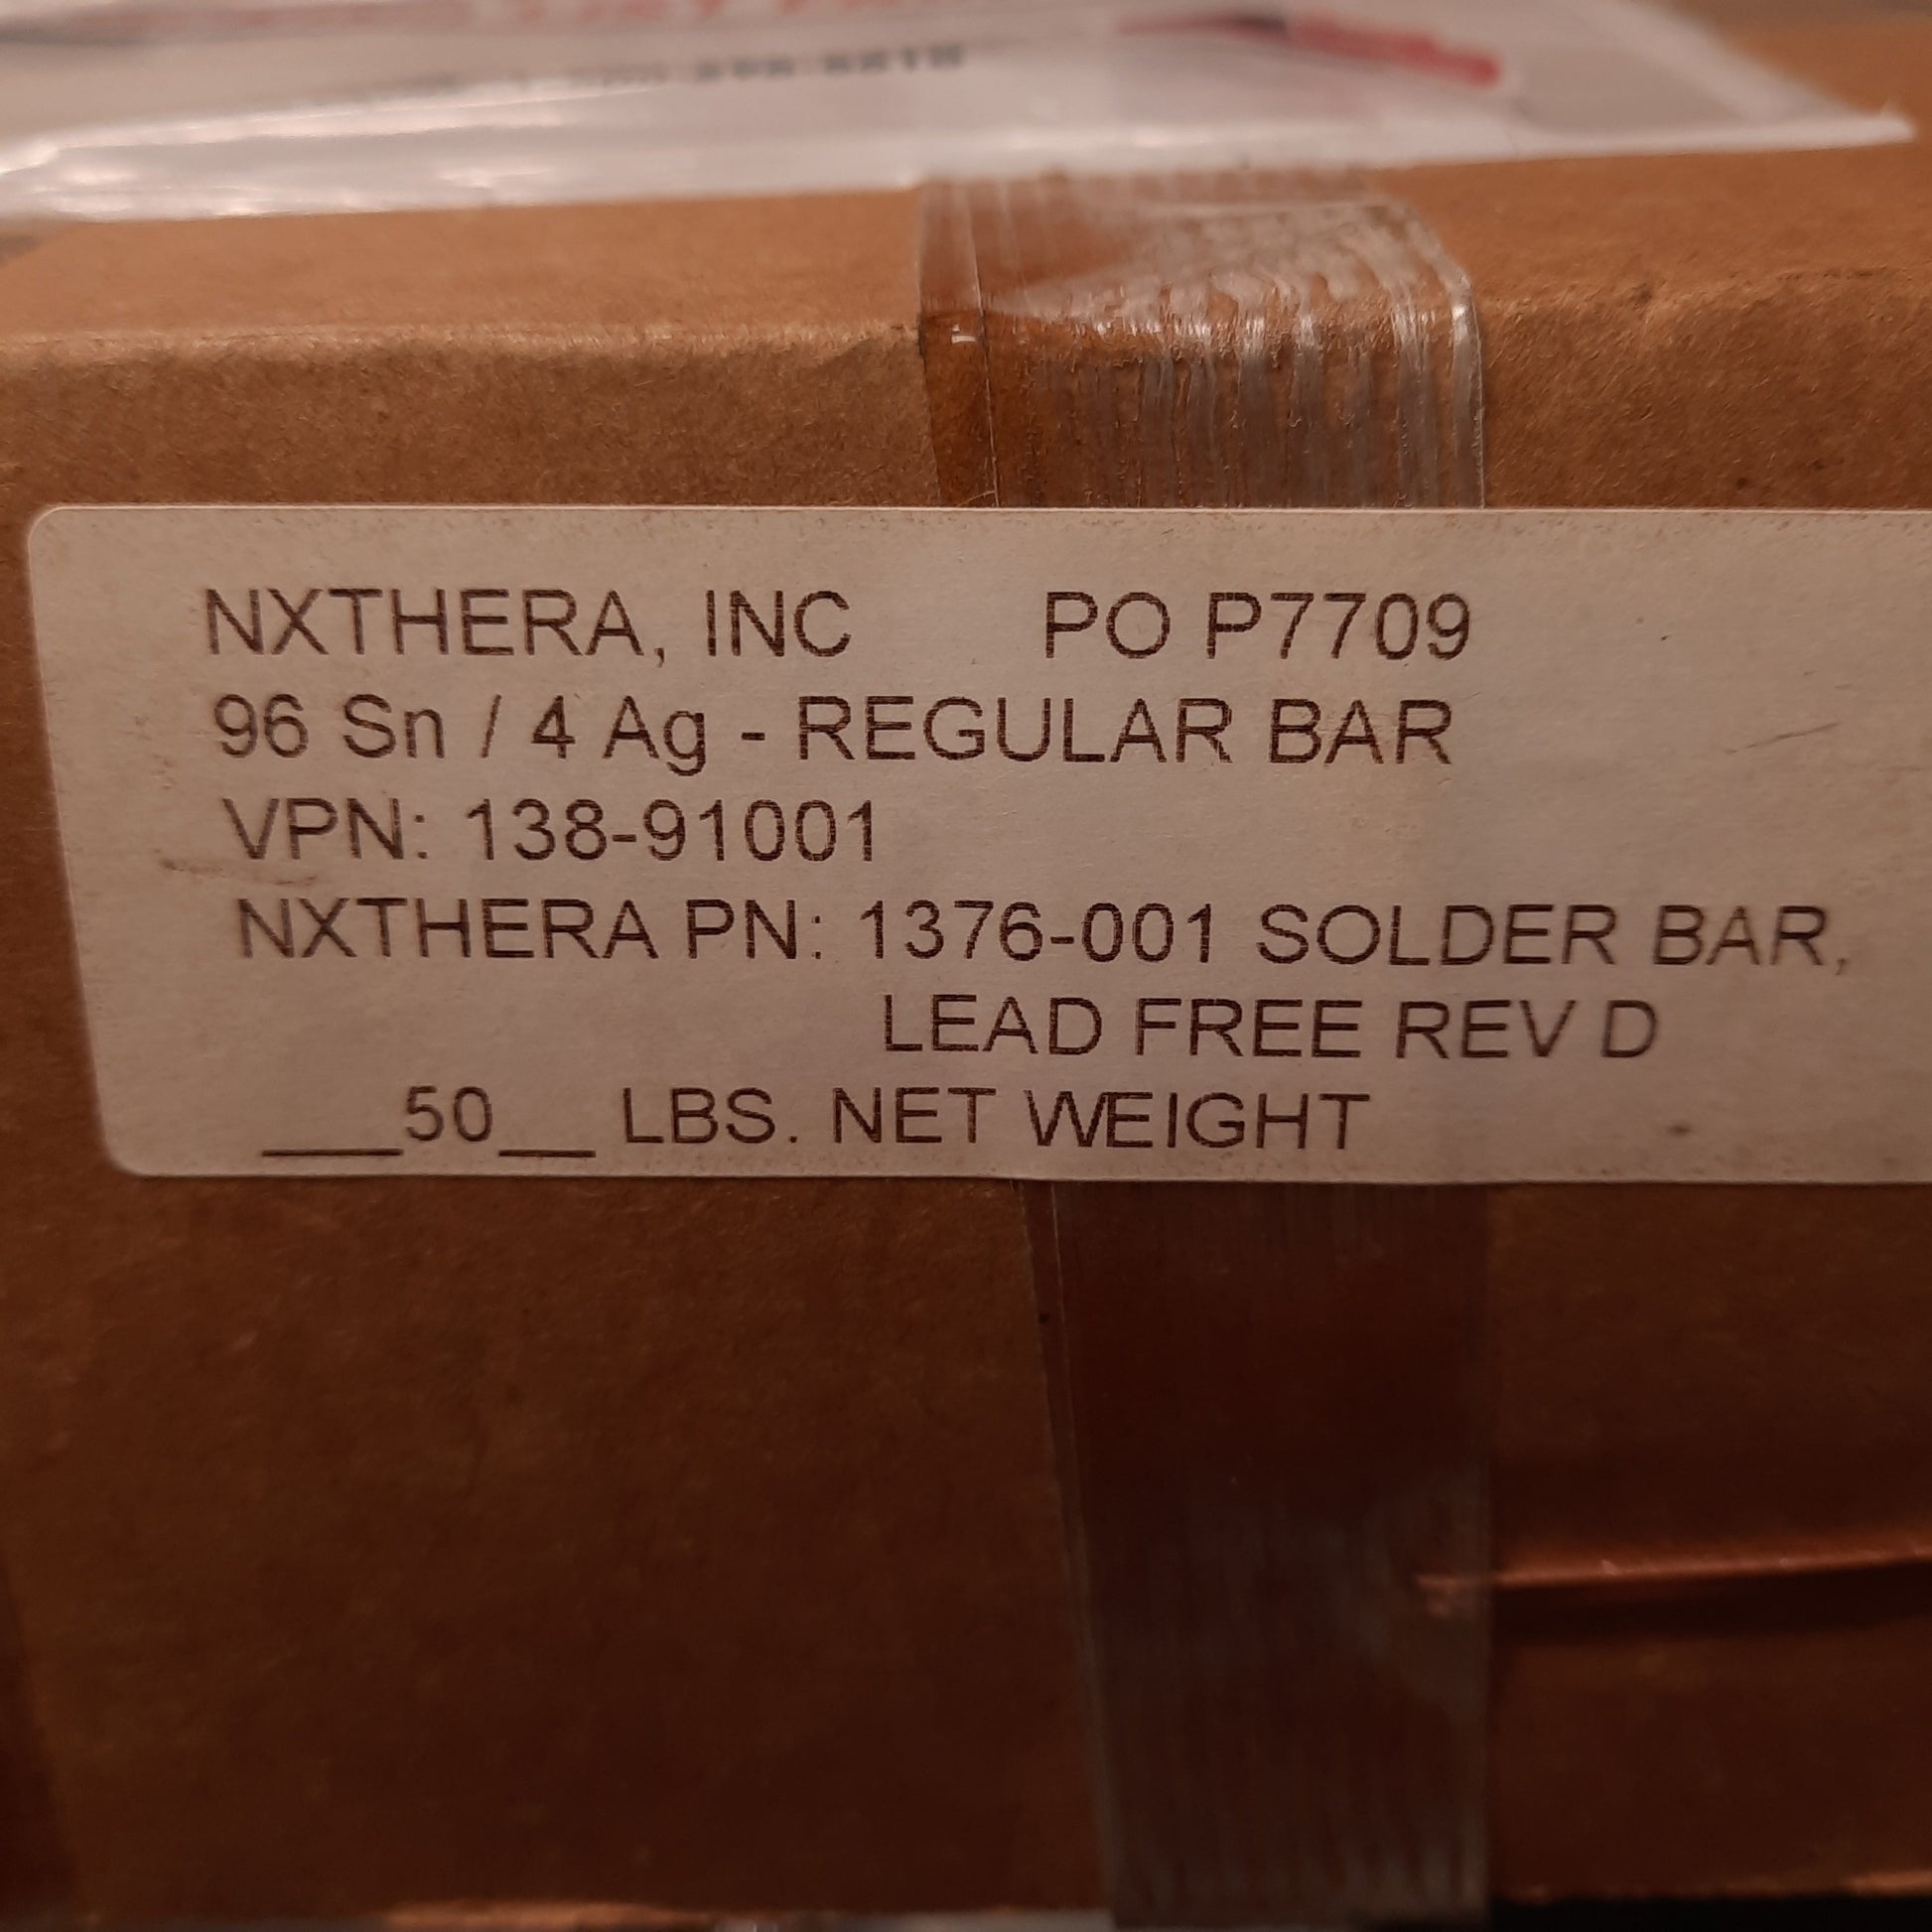 NXTHERA, INC PO P7709
96 Sn / 4 Ag - REGULAR BAR
VPN: 138-91001
NXTHERA PN: 1376-001 SOLDER BAR,
LEAD FREE REV D
___50__ LBS. NET WEIGHT